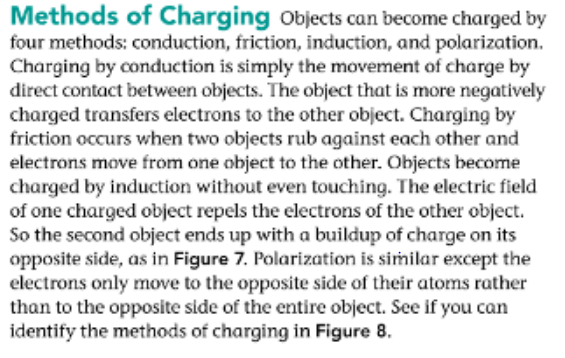 Methods of Charging Objects can become charged by
four methods: conduction, friction, induction, and polarization.
Charging by conduction is simply the movement of charge by
direct contact between objects. The object that is more negatively
charged transfers electrons to the other object. Charging by
friction occurs when two objects rub against each other and
electrons move from one object to the other. Objects become
charged by induction without even touching. The electric field
of one charged object repels the electrons of the other object.
So the second object ends up with a buildup of charge on its
opposite side, as in Figure 7. Polarization is similar except the
electrons only move to the opposite side of their atoms rather
than to the opposite side of the entire object. See if you can
identify the methods of charging in Figure 8.